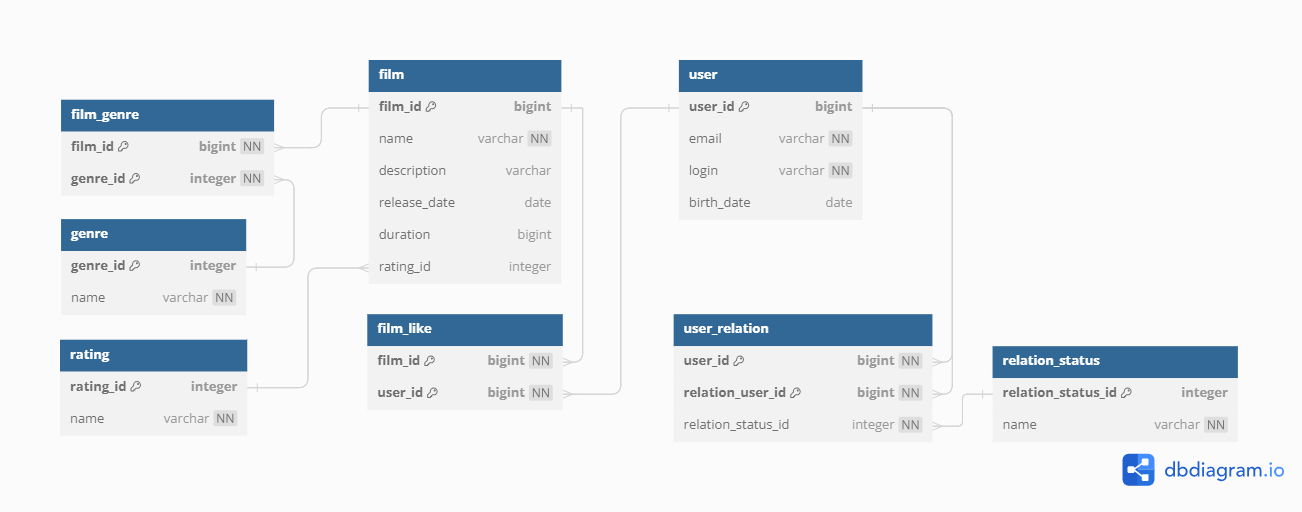 film_genre
film_id bigint NN
genre_id integer NN
genre
genre_id integer
name varchar NN
rating
rating_id integer
name varchar NN
film
film_id bigint
name varchar NN
description varchar
release_date date
duration bigint
rating_id integer
film_like
film_id bigint NN
user_id bigint NN
user
user_id bigint
email varchar NN
login varchar NN
birth_date date
user_relation
user_id bigint NN
relation_user_id bigint NN
relation_status_id integer NN
relation_status
relation_status_id integer
name varchar NN
dbdiagram.io